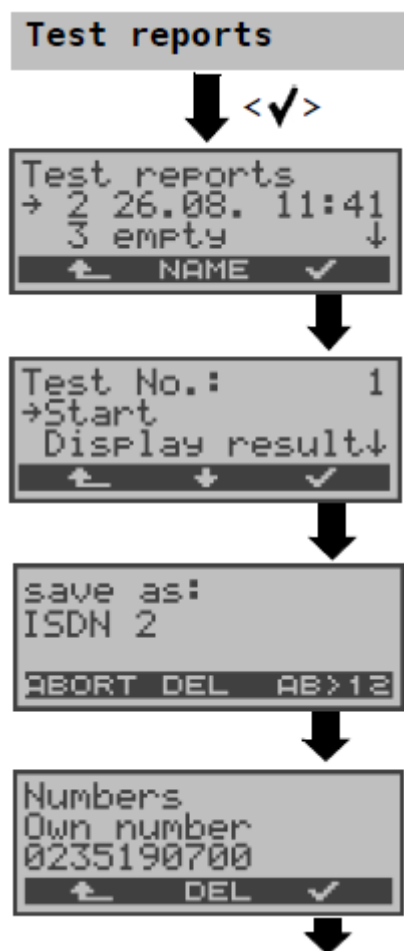 Test reports
<✓>
Test reports
→ 2 26.08. 11:41
3 empty ↓
NAME ✓
Test No.: 1
→Start
Display result↓
✓
save as:
ISDN 2
ABORT DEL AB>12
Numbers
Own number
0235190700
DEL ✓